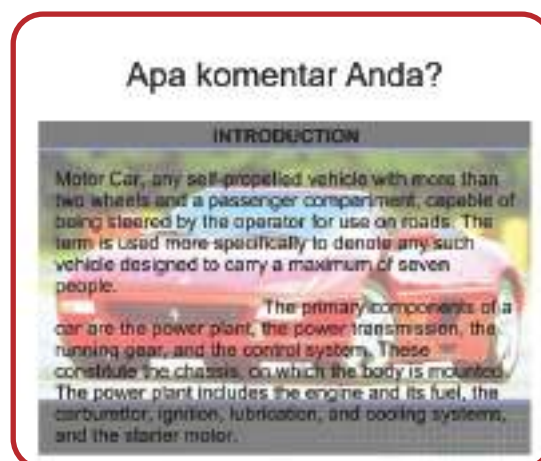 Apa komentar Anda?
INTRODUCTION
Motor Car, any self-propelled vehicle with more than
two wheels and a passenger compartment, capable of
being steered by the operator for use on roads. The
term is used more specifically to denote any such
vehicle designed to carry a maximum of seven
people.
The primary components of a
car are the power plant, the power transmission, the
running gear, and the control system. These
constitute the chassis, on which the body is mounted.
The power plant includes the engine and its fuel, the
carburettor, ignition, lubrication, and cooling systems,
and the starter motor.